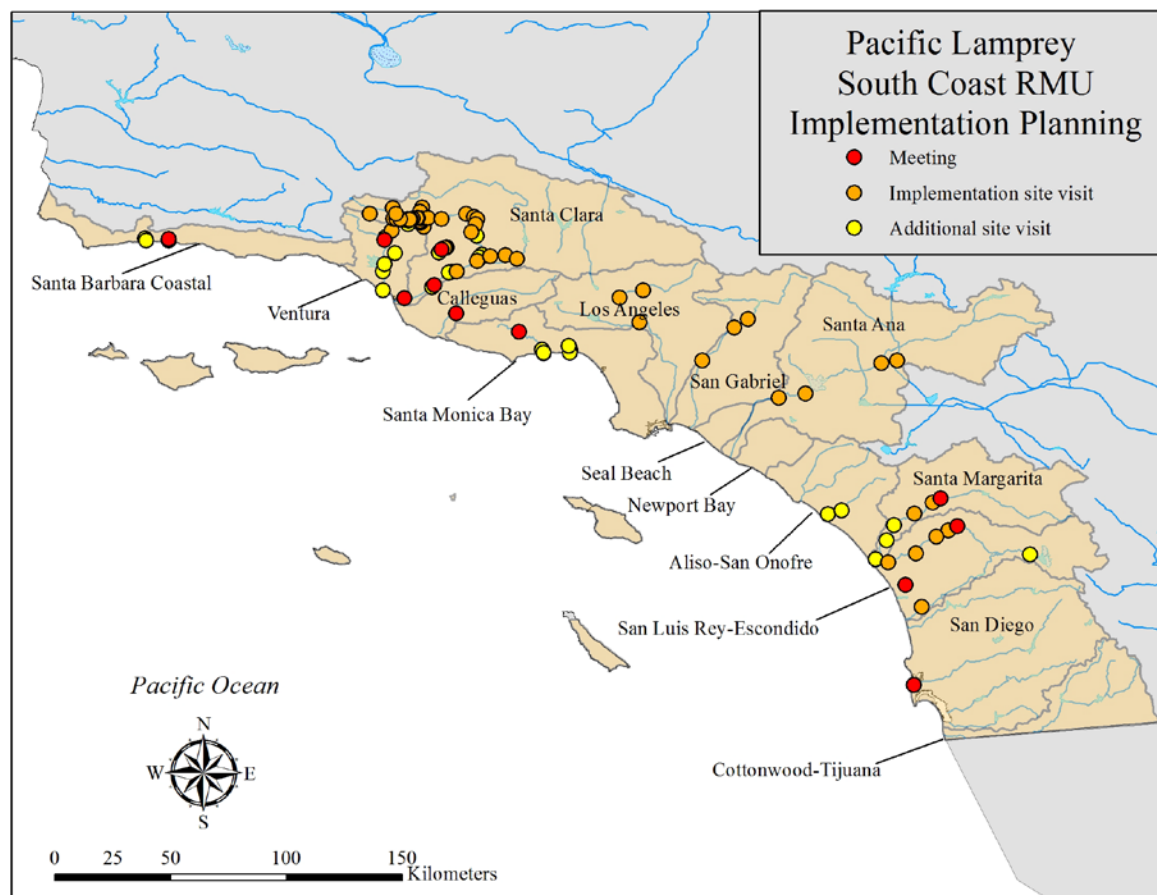 Pacific Lamprey
South Coast RMU
Implementation Planning
Meeting
Implementation site visit
Additional site visit
Santa Clara
Santa Barbara Coastal
Ventura
Calleguas
Los Angeles
Santa Ana
San Gabriel
Santa Monica Bay
Seal Beach
Newport Bay
Santa Margarita
Aliso-San Onofre
San Luis Rey-Escondido
San Diego
Pacific Ocean
N
W E
S
Cottonwood-Tijuana
0 25 50 100 150
Kilometers